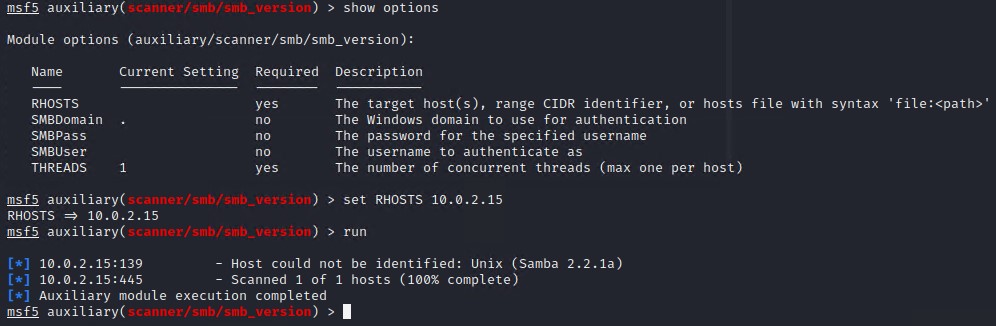 msf5 auxiliary(scanner/smb/smb_version) > show options
Module options (auxiliary/scanner/smb/smb_version):
Name Current Setting Required Description
---- --------------- -------- -----------
RHOSTS yes The target host(s), range CIDR identifier, or hosts file with syntax 'file:<path>'
SMBDomain . no The Windows domain to use for authentication
SMBPass no The password for the specified username
SMBUser no The username to authenticate as
THREADS 1 yes The number of concurrent threads (max one per host)
msf5 auxiliary(scanner/smb/smb_version) > set RHOSTS 10.0.2.15
RHOSTS => 10.0.2.15
msf5 auxiliary(scanner/smb/smb_version) > run
[*] 10.0.2.15:139 - Host could not be identified: Unix (Samba 2.2.1a)
[*] 10.0.2.15:445 - Scanned 1 of 1 hosts (100% complete)
[*] Auxiliary module execution completed
msf5 auxiliary(scanner/smb/smb_version) >